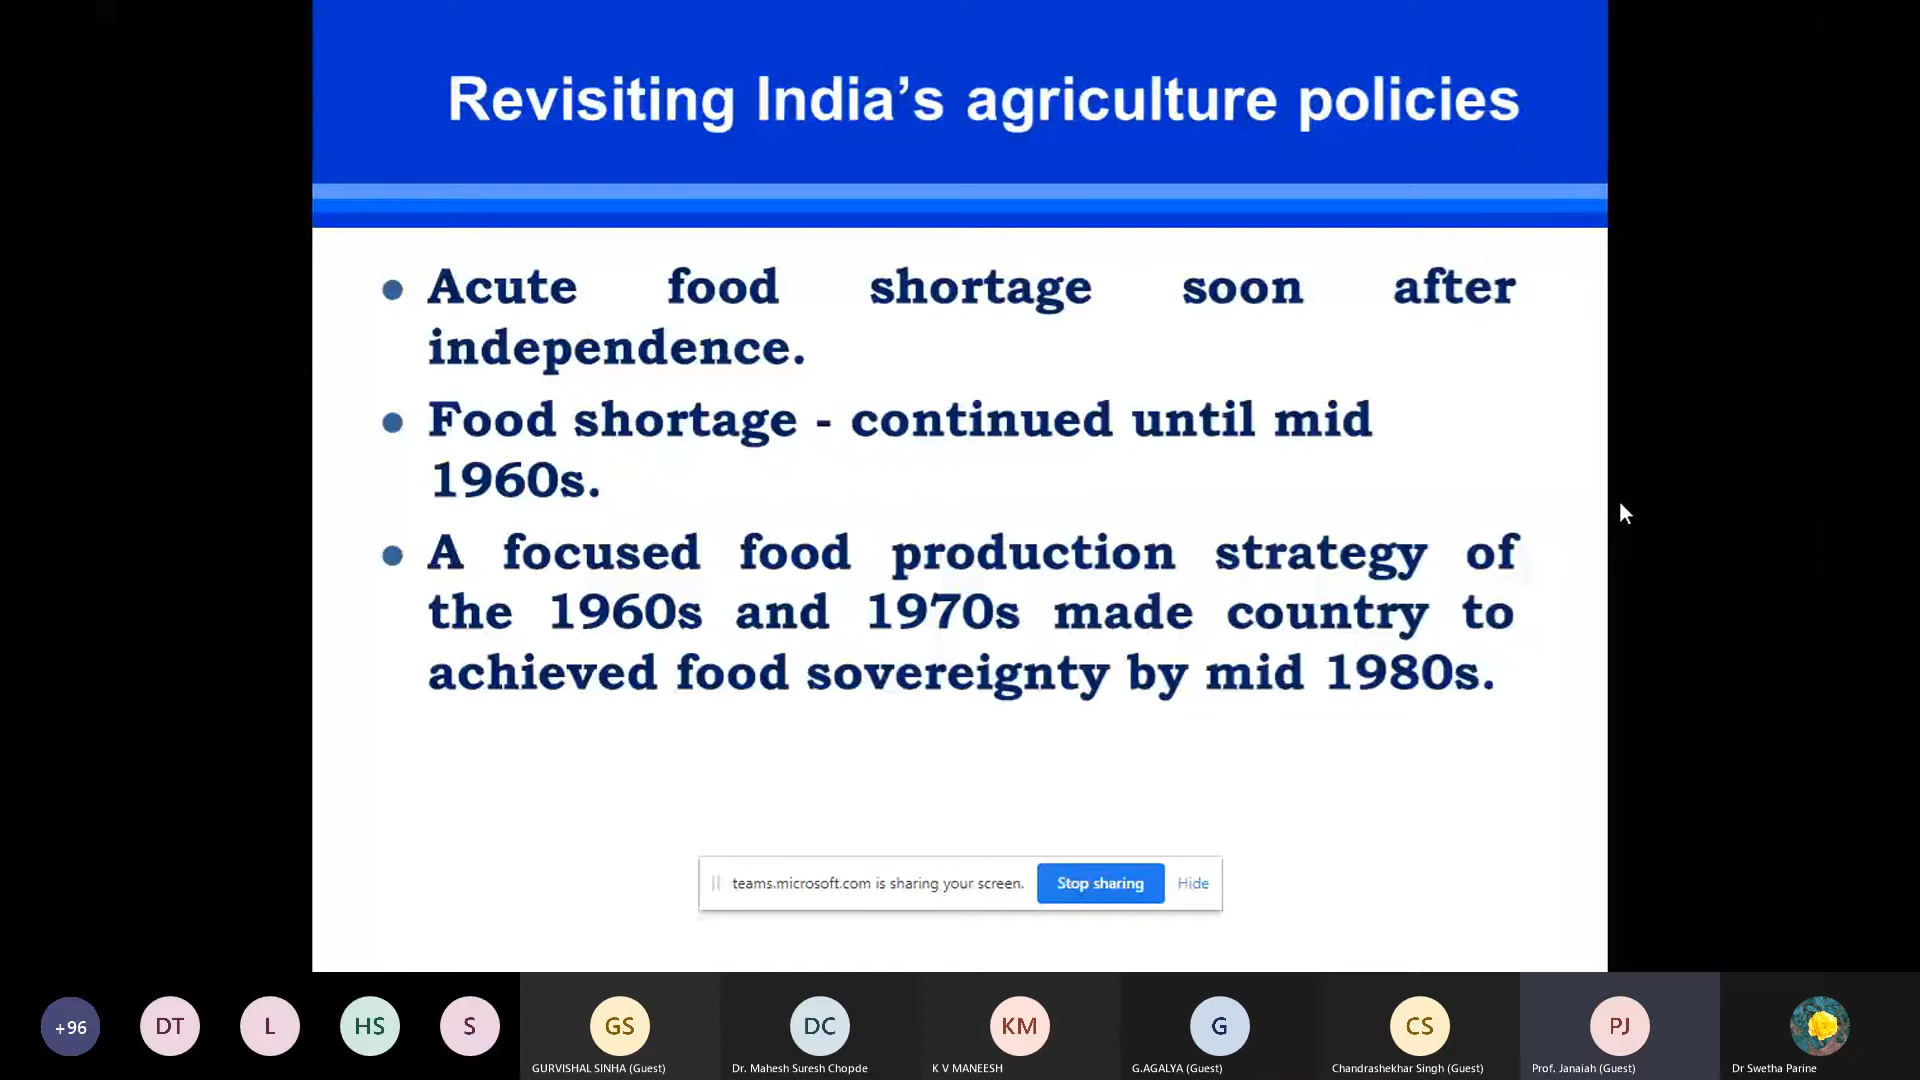 Revisiting India’s agriculture policies
Acute food shortage soon after
independence.
Food shortage - continued until mid
1960s.
A focused food production strategy of
the 1960s and 1970s made country to
achieved food sovereignty by mid 1980s.
teams.microsoft.com is sharing your screen. Stop sharing Hide
+96 DT L HS S GS DC KM G CS PJ
GURVISHAL SINHA (Guest) Dr. Mahesh Suresh Chopde K V MANEESH G.AGALYA (Guest) Chandrashekhar Singh (Guest) Prof. Janaiah (Guest) Dr Swetha Parine